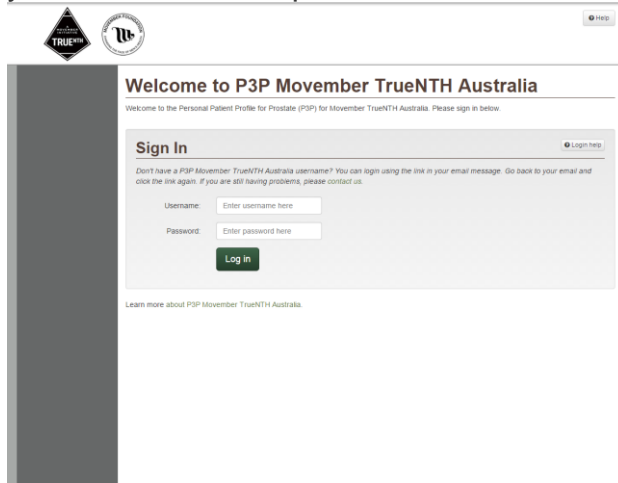 TRUENTH
Help
Welcome to P3P Movember TrueNTH Australia
Welcome to the Personal Patient Profile for Prostate (P3P) for Movember TrueNTH Australia. Please sign in below.
Sign In
Login help
Don't have a P3P Movember TrueNTH Australia username? You can login using the link in your email message. Go back to your email and
click the link again. If you are still having problems, please contact us.
Username:
Enter username here
Password:
Enter password here
Log in
Learn more about P3P Movember TrueNTH Australia.